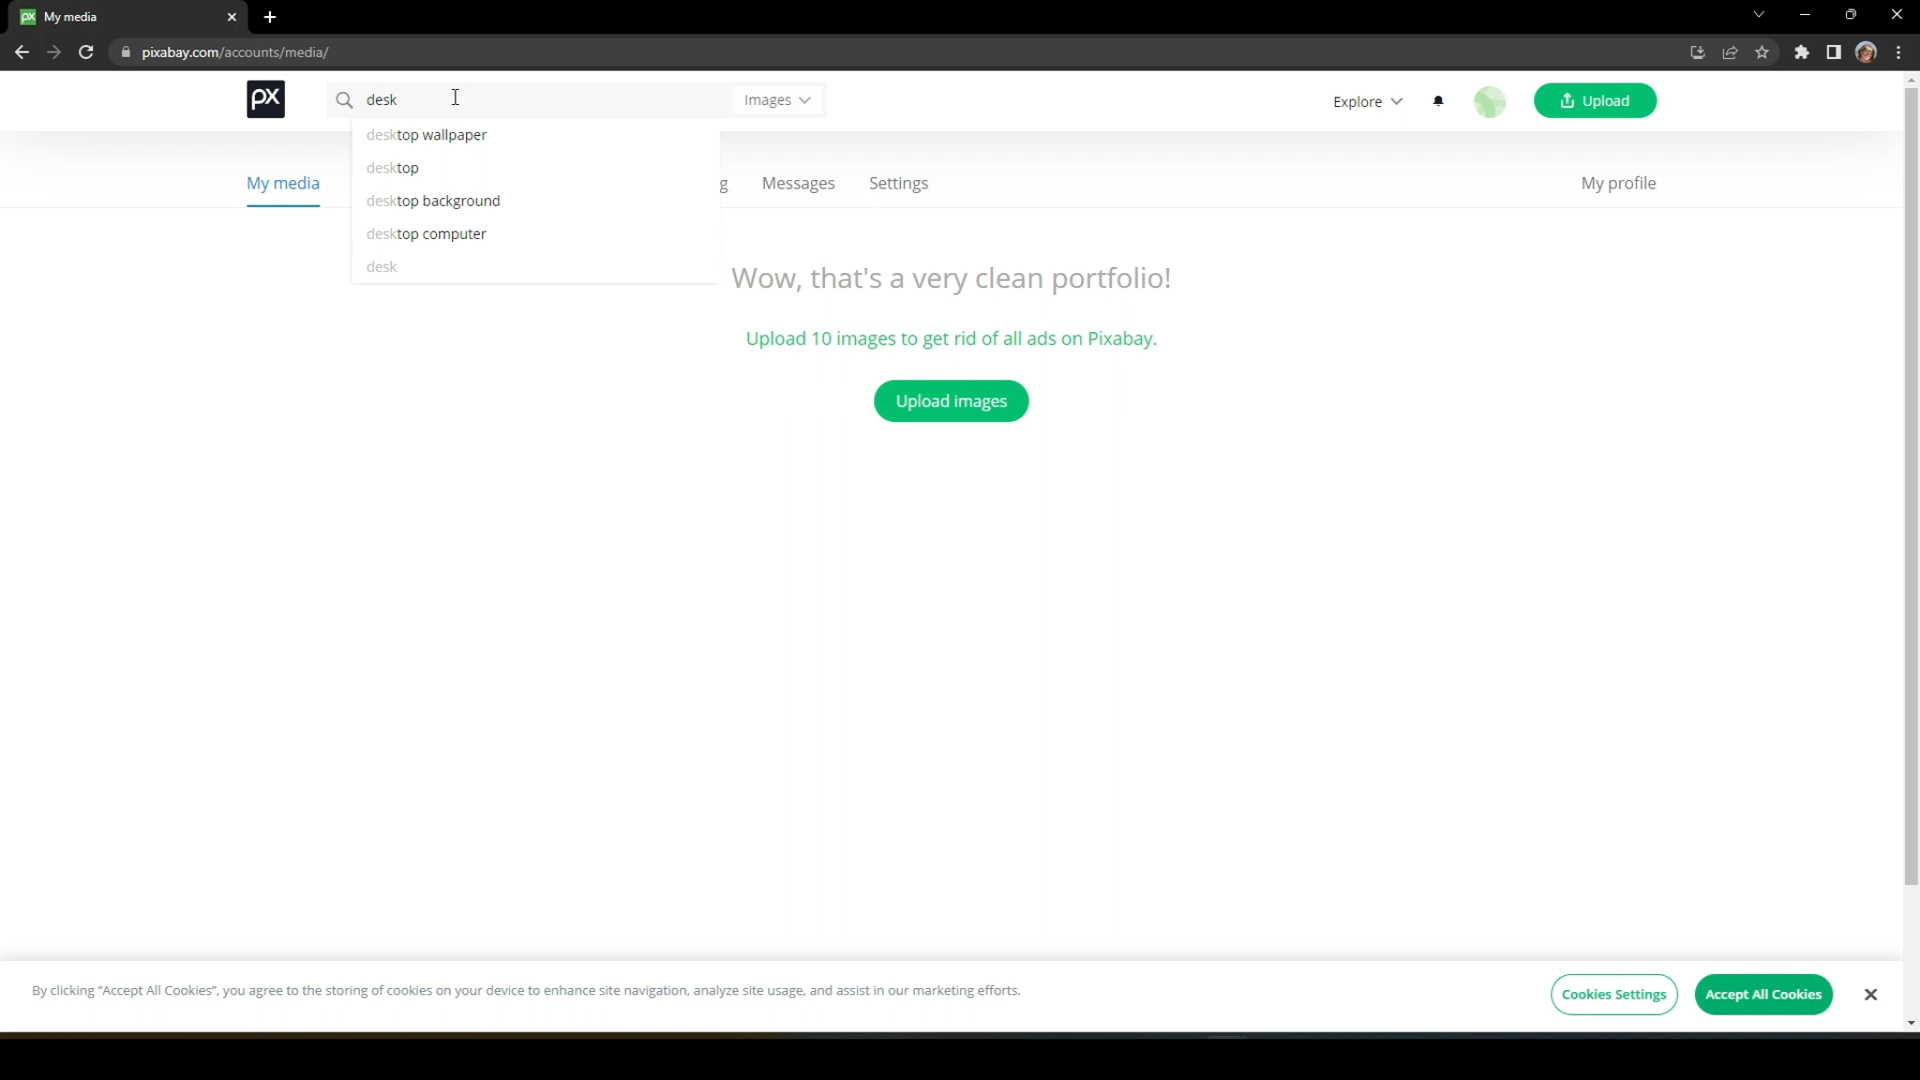 px My media
pixabay.com/accounts/media/
px desk Images Explore Upload
desktop wallpaper
desktop
desktop background
desktop computer
desk
My media g Messages Settings My profile
Wow, that's a very clean portfolio!
Upload 10 images to get rid of all ads on Pixabay.
Upload images
By clicking "Accept All Cookies", you agree to the storing of cookies on your device to enhance site navigation, analyze site usage, and assist in our marketing efforts.
Cookies Settings Accept All Cookies